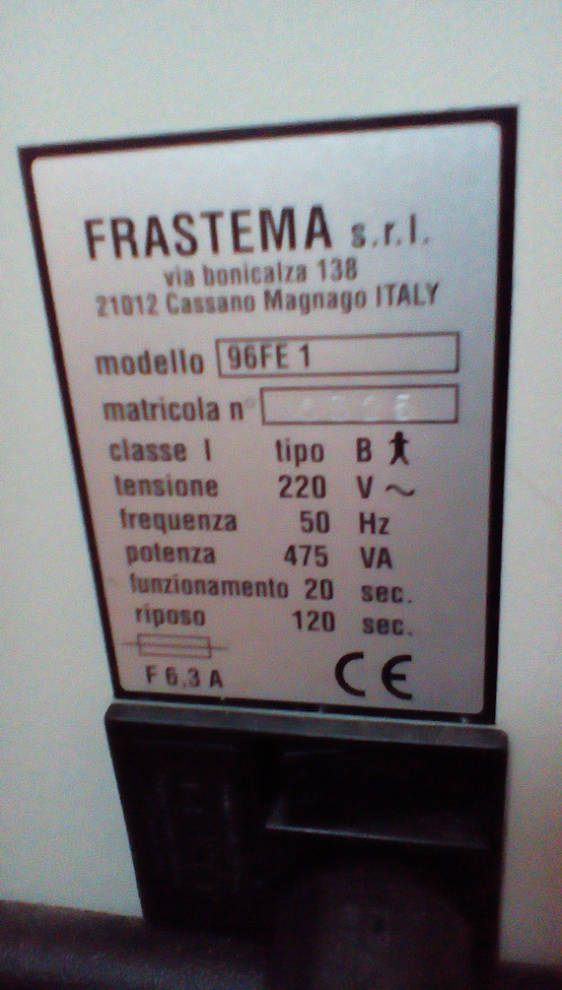 FRASTEMA s.r.l.
via bonicalza 138
21012 Cassano Magnago ITALY
modello 96FE 1
matricola n°
classe I tipo B
tensione 220 V ~
frequenza 50 Hz
potenza 475 VA
funzionamento 20 sec.
riposo 120 sec.
F 6,3 A
CE